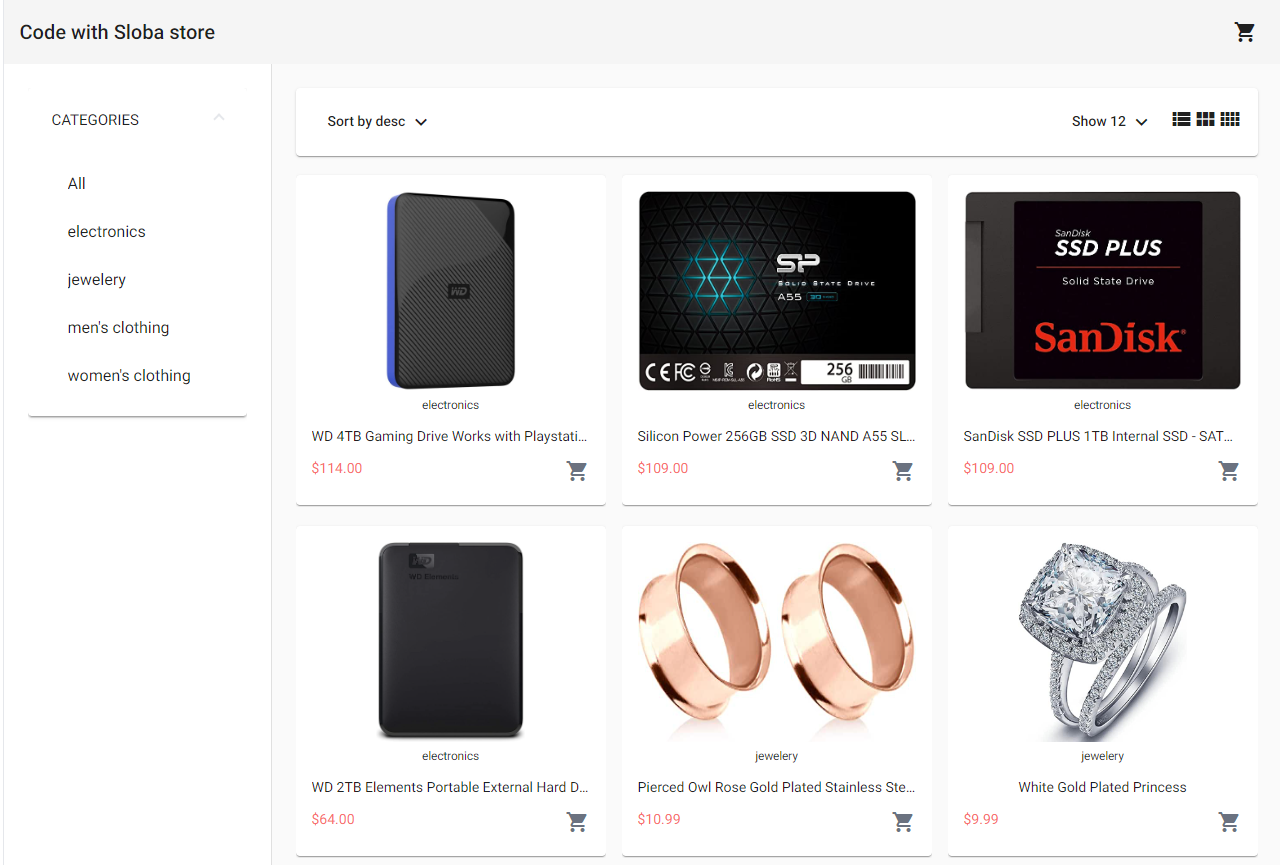 Code with Sloba store
CATEGORIES
All
electronics
jewelery
men's clothing
women's clothing
Sort by desc
Show 12
WD
electronics
WD 4TB Gaming Drive Works with Playstati...
$114.00
SP
SOLID STATE DRIVE
A55 3D NAND
CE FC
RoHS
256
GB
electronics
Silicon Power 256GB SSD 3D NAND A55 SL...
$109.00
SanDisk
SSD PLUS
Solid State Drive
SanDisk®
electronics
SanDisk SSD PLUS 1TB Internal SSD - SAT...
$109.00
WD
WD Elements
electronics
WD 2TB Elements Portable External Hard D...
$64.00
jewelery
Pierced Owl Rose Gold Plated Stainless Ste...
$10.99
jewelery
White Gold Plated Princess
$9.99